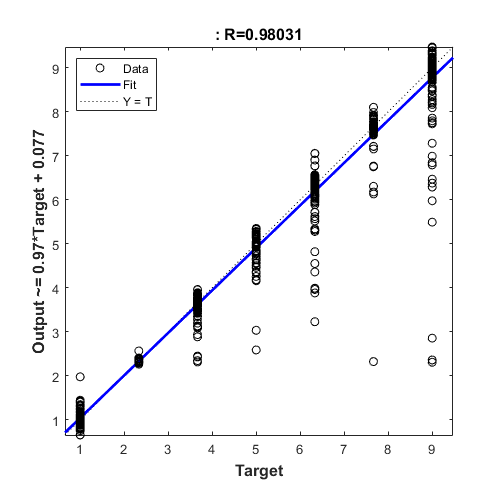 : R=0.98031
Data
Fit
Y = T
Output ~= 0.97*Target + 0.077
9
8
7
6
5
4
3
2
1
1 2 3 4 5 6 7 8 9
Target